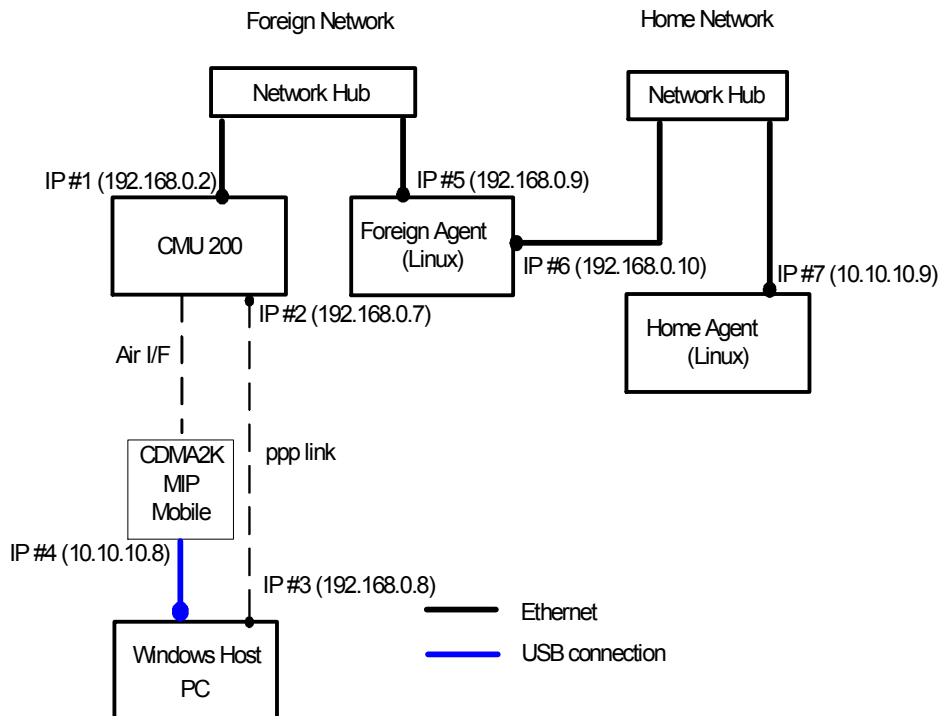 Foreign Network
Home Network
Network Hub
Network Hub
IP #1 (192.168.0.2)
IP #5 (192.168.0.9)
CMU 200
Foreign Agent
(Linux)
IP #6 (192.168.0.10)
IP #7 (10.10.10.9)
IP #2 (192.168.0.7)
Home Agent
(Linux)
Air I/F
CDMA2K
MIP
Mobile
ppp link
IP #4 (10.10.10.8)
IP #3 (192.168.0.8)
Ethernet
USB connection
Windows Host
PC